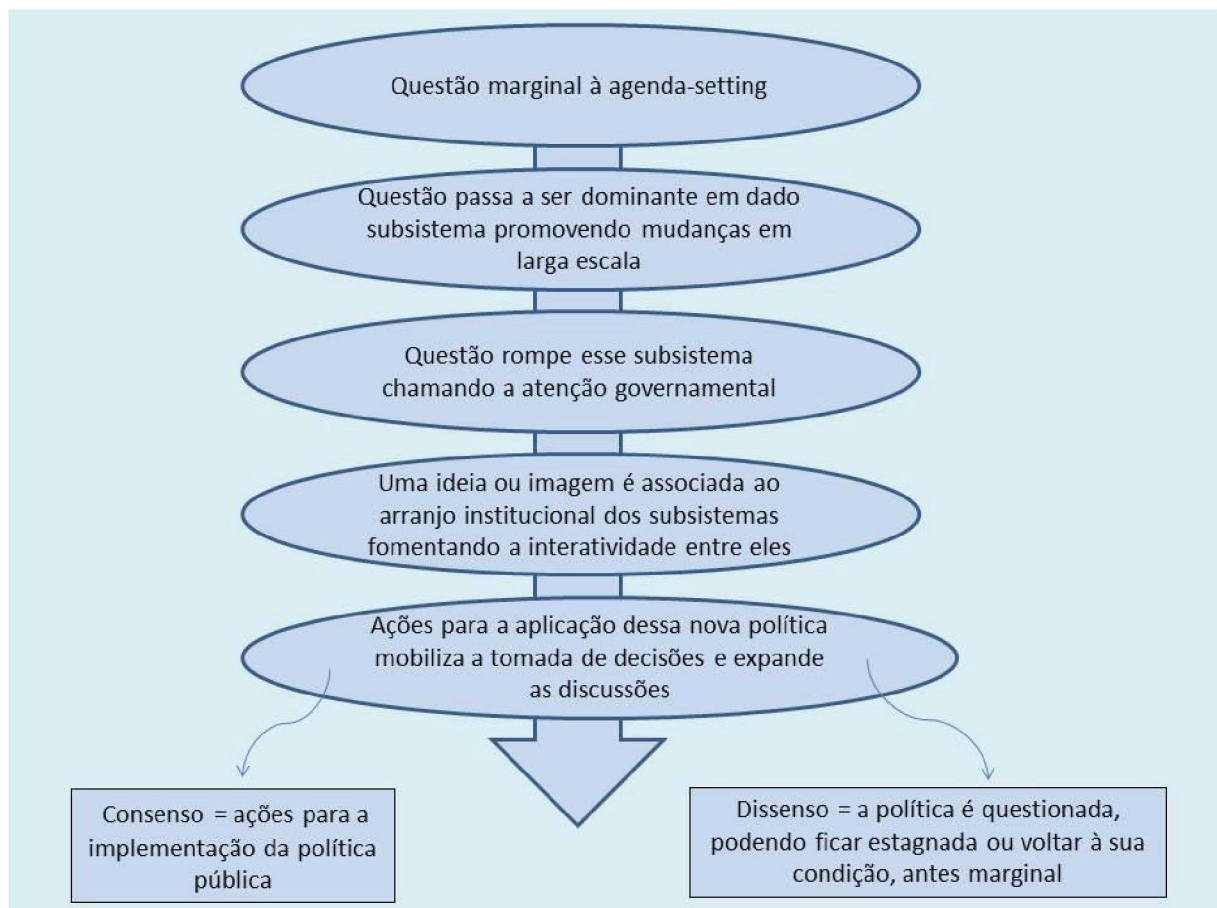 Questão marginal à agenda-setting
Questão passa a ser dominante em dado
subsistema promovendo mudanças em
larga escala
Questão rompe esse subsistema
chamando a atenção governamental
Uma ideia ou imagem é associada ao
arranjo institucional dos subsistemas
fomentando a interatividade entre eles
Ações para a aplicação dessa nova política
mobiliza a tomada de decisões e expande
as discussões
Consenso = ações para a
implementação da política
pública
Dissenso = a política é questionada,
podendo ficar estagnada ou voltar à sua
condição, antes marginal